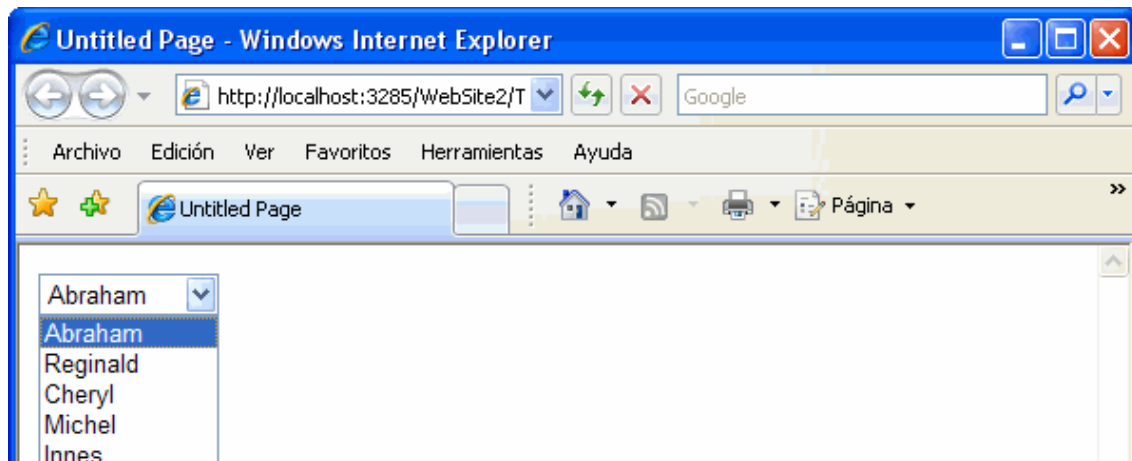 Untitled Page - Windows Internet Explorer
http://localhost:3285/WebSite2/T
Google
Archivo Edición Ver Favoritos Herramientas Ayuda
Untitled Page
Página
Abraham
Abraham
Reginald
Cheryl
Michel
Innes